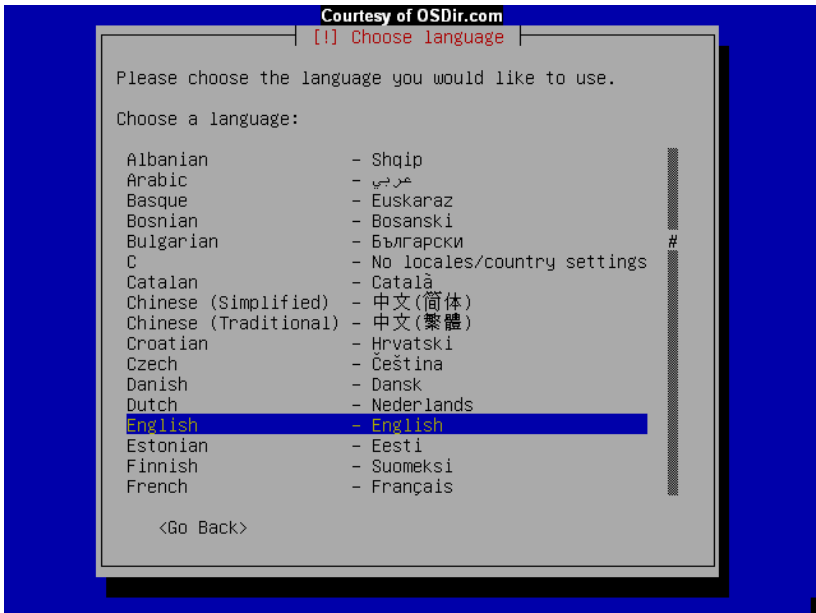 Courtesy of OSDir.com
[!] Choose language
Please choose the language you would like to use.
Choose a language:
Albanian - Shqip
Arabic - عربي
Basque - Euskaraz
Bosnian - Bosanski
Bulgarian - Български #
C - No locales/country settings
Catalan - Català
Chinese (Simplified) - 中文(简体)
Chinese (Traditional) - 中文(繁體)
Croatian - Hrvatski
Czech - Čeština
Danish - Dansk
Dutch - Nederlands
English - English
Estonian - Eesti
Finnish - Suomeksi
French - Français
<Go Back>